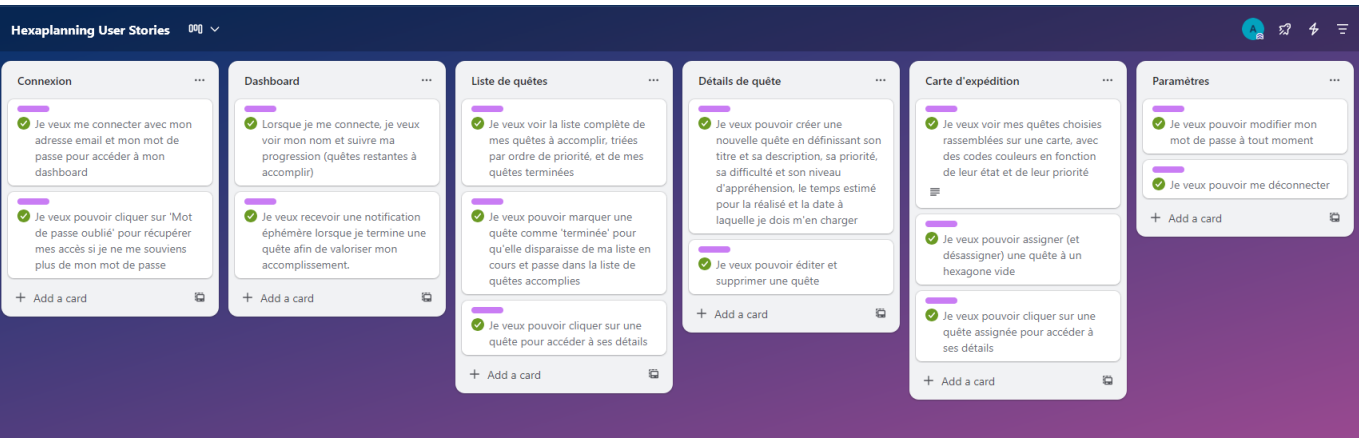 Hexaplanning User Stories
A
Connexion
Je veux me connecter avec mon
adresse email et mon mot de
passe pour accéder à mon
dashboard
Je veux pouvoir cliquer sur 'Mot
de passe oublié' pour récupérer
mes accès si je ne me souviens
plus de mon mot de passe
+ Add a card
Dashboard
Lorsque je me connecte, je veux
voir mon nom et suivre ma
progression (quêtes restantes à
accomplir)
Je veux recevoir une notification
éphémère lorsque je termine une
quête afin de valoriser mon
accomplissement.
+ Add a card
Liste de quêtes
Je veux voir la liste complète de
mes quêtes à accomplir, triées
par ordre de priorité, et de mes
quêtes terminées
Je veux pouvoir marquer une
quête comme 'terminée' pour
qu'elle disparaisse de ma liste en
cours et passe dans la liste de
quêtes accomplies
Je veux pouvoir cliquer sur une
quête pour accéder à ses détails
+ Add a card
Détails de quête
Je veux pouvoir créer une
nouvelle quête en définissant son
titre et sa description, sa priorité,
sa difficulté et son niveau
d'appréhension, le temps estimé
pour la réalisé et la date à
laquelle je dois m'en charger
Je veux pouvoir éditer et
supprimer une quête
+ Add a card
Carte d'expédition
Je veux voir mes quêtes choisies
rassemblées sur une carte, avec
des codes couleurs en fonction
de leur état et de leur priorité
Je veux pouvoir assigner (et
désassigner) une quête à un
hexagone vide
Je veux pouvoir cliquer sur une
quête assignée pour accéder à
ses détails
+ Add a card
Paramètres
Je veux pouvoir modifier mon
mot de passe à tout moment
Je veux pouvoir me déconnecter
+ Add a card